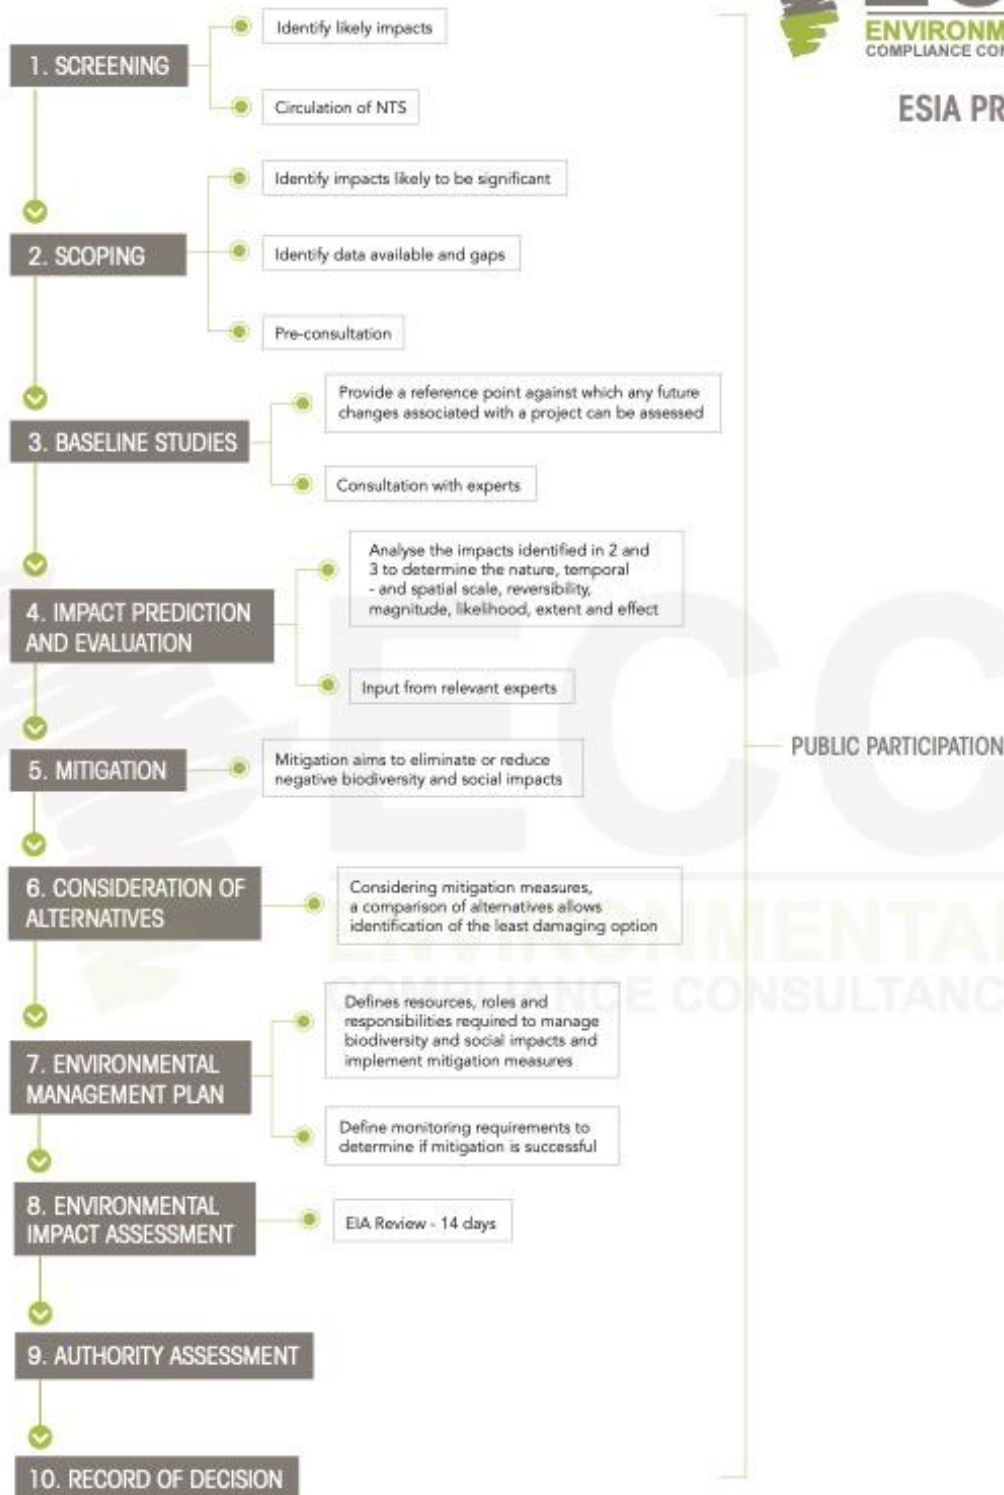 ENVIRONM
COMPLIANCE CON
ESIA PR
1. SCREENING
Identify likely impacts
Circulation of NTS
2. SCOPING
Identify impacts likely to be significant
Identify data available and gaps
Pre-consultation
3. BASELINE STUDIES
Provide a reference point against which any future
changes associated with a project can be assessed
Consultation with experts
4. IMPACT PREDICTION
AND EVALUATION
Analyse the impacts identified in 2 and
3 to determine the nature, temporal
- and spatial scale, reversibility,
magnitude, likelihood, extent and effect
Input from relevant experts
5. MITIGATION
Mitigation aims to eliminate or reduce
negative biodiversity and social impacts
PUBLIC PARTICIPATION
6. CONSIDERATION OF
ALTERNATIVES
Considering mitigation measures,
a comparison of alternatives allows
identification of the least damaging option
7. ENVIRONMENTAL
MANAGEMENT PLAN
Defines resources, roles and
responsibilities required to manage
biodiversity and social impacts and
implement mitigation measures
Define monitoring requirements to
determine if mitigation is successful
8. ENVIRONMENTAL
IMPACT ASSESSMENT
EIA Review - 14 days
9. AUTHORITY ASSESSMENT
10. RECORD OF DECISION
ECC
ENVIRONMENTA
COMPLIANCE CONSULTANC